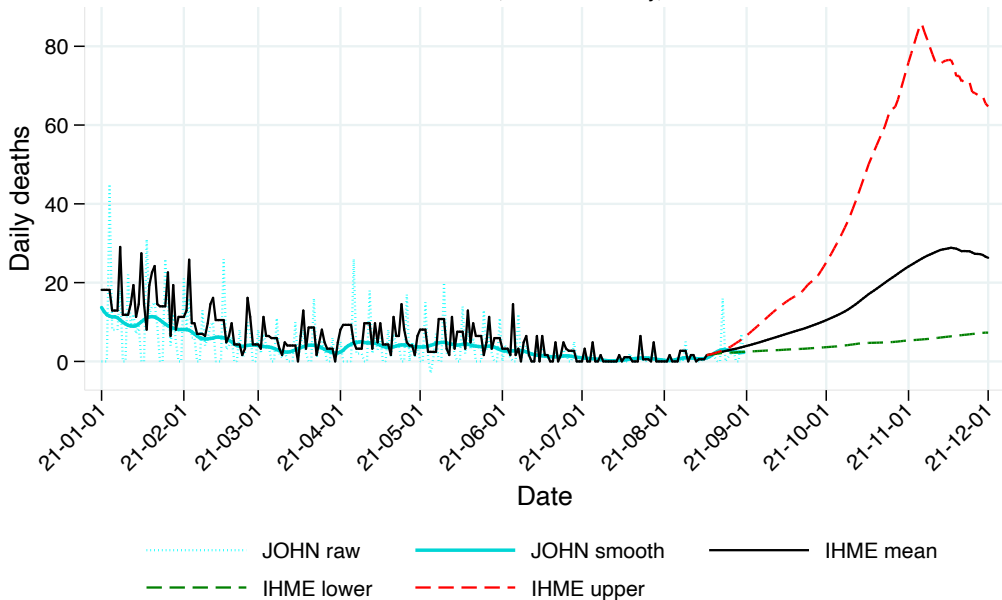 80
60
40
20
0
Daily deaths
21-01-01
21-02-01
21-03-01
21-04-01
21-05-01
21-06-01
21-07-01
21-08-01
21-09-01
21-10-01
21-11-01
21-12-01
Date
JOHN raw
JOHN smooth
IHME mean
IHME lower
IHME upper